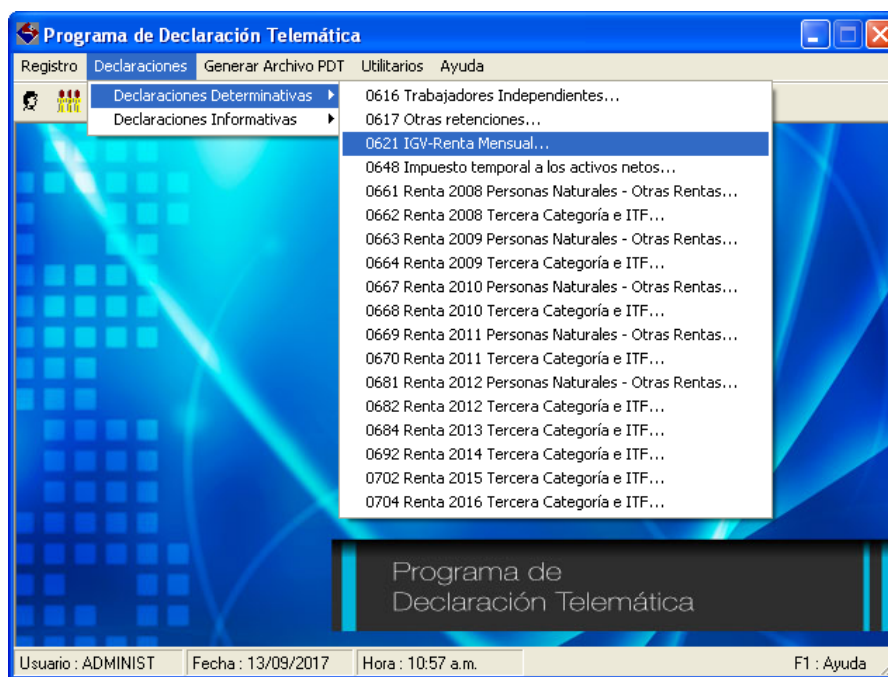 Programa de Declaración Telemática
Registro Declaraciones Generar Archivo PDT Utilitarios Ayuda
Declaraciones Determinativas
Declaraciones Informativas
0616 Trabajadores Independientes...
0617 Otras retenciones...
0621 IGV-Renta Mensual...
0648 Impuesto temporal a los activos netos...
0661 Renta 2008 Personas Naturales - Otras Rentas...
0662 Renta 2008 Tercera Categoría e ITF...
0663 Renta 2009 Personas Naturales - Otras Rentas...
0664 Renta 2009 Tercera Categoría e ITF...
0667 Renta 2010 Personas Naturales - Otras Rentas...
0668 Renta 2010 Tercera Categoría e ITF...
0669 Renta 2011 Personas Naturales - Otras Rentas...
0670 Renta 2011 Tercera Categoría e ITF...
0681 Renta 2012 Personas Naturales - Otras Rentas...
0682 Renta 2012 Tercera Categoría e ITF...
0684 Renta 2013 Tercera Categoría e ITF...
0692 Renta 2014 Tercera Categoría e ITF...
0702 Renta 2015 Tercera Categoría e ITF...
0704 Renta 2016 Tercera Categoría e ITF...
Programa de
Declaración Telemática
Usuario : ADMINIST Fecha : 13/09/2017 Hora : 10:57 a.m. F1 : Ayuda